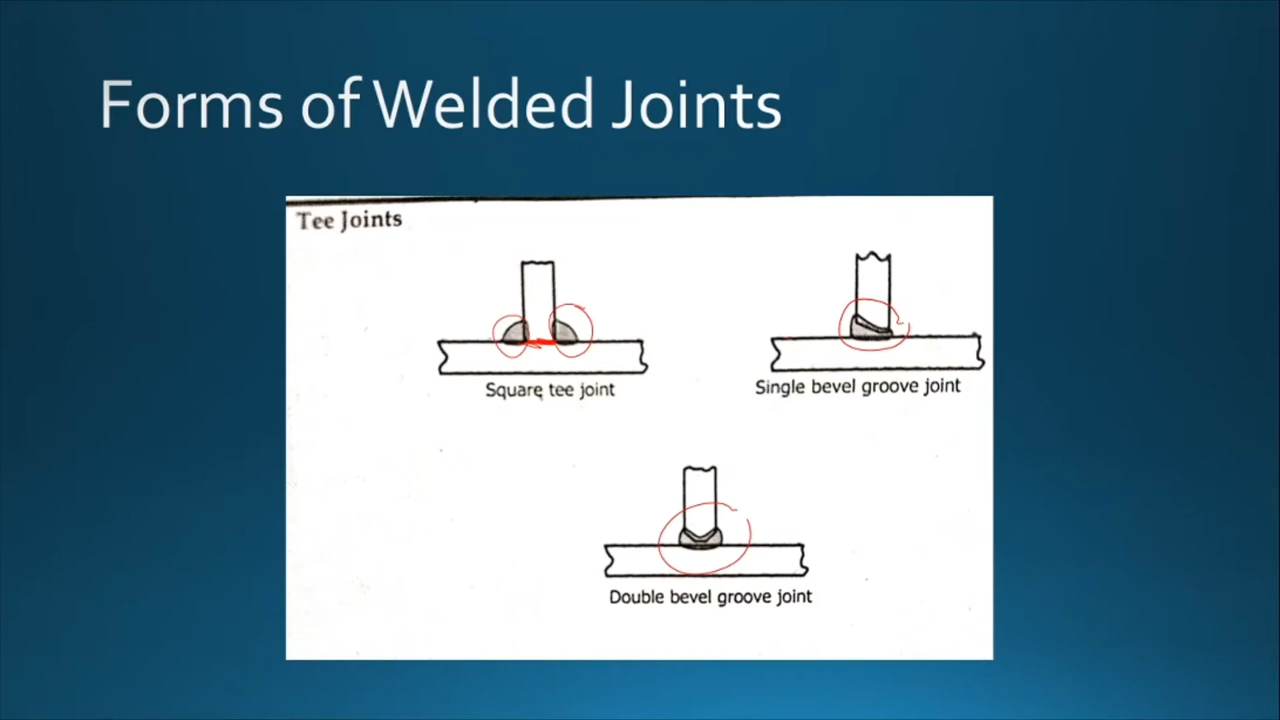 Forms of Welded Joints
Tee Joints
Square tee joint
Single bevel groove joint
Double bevel groove joint